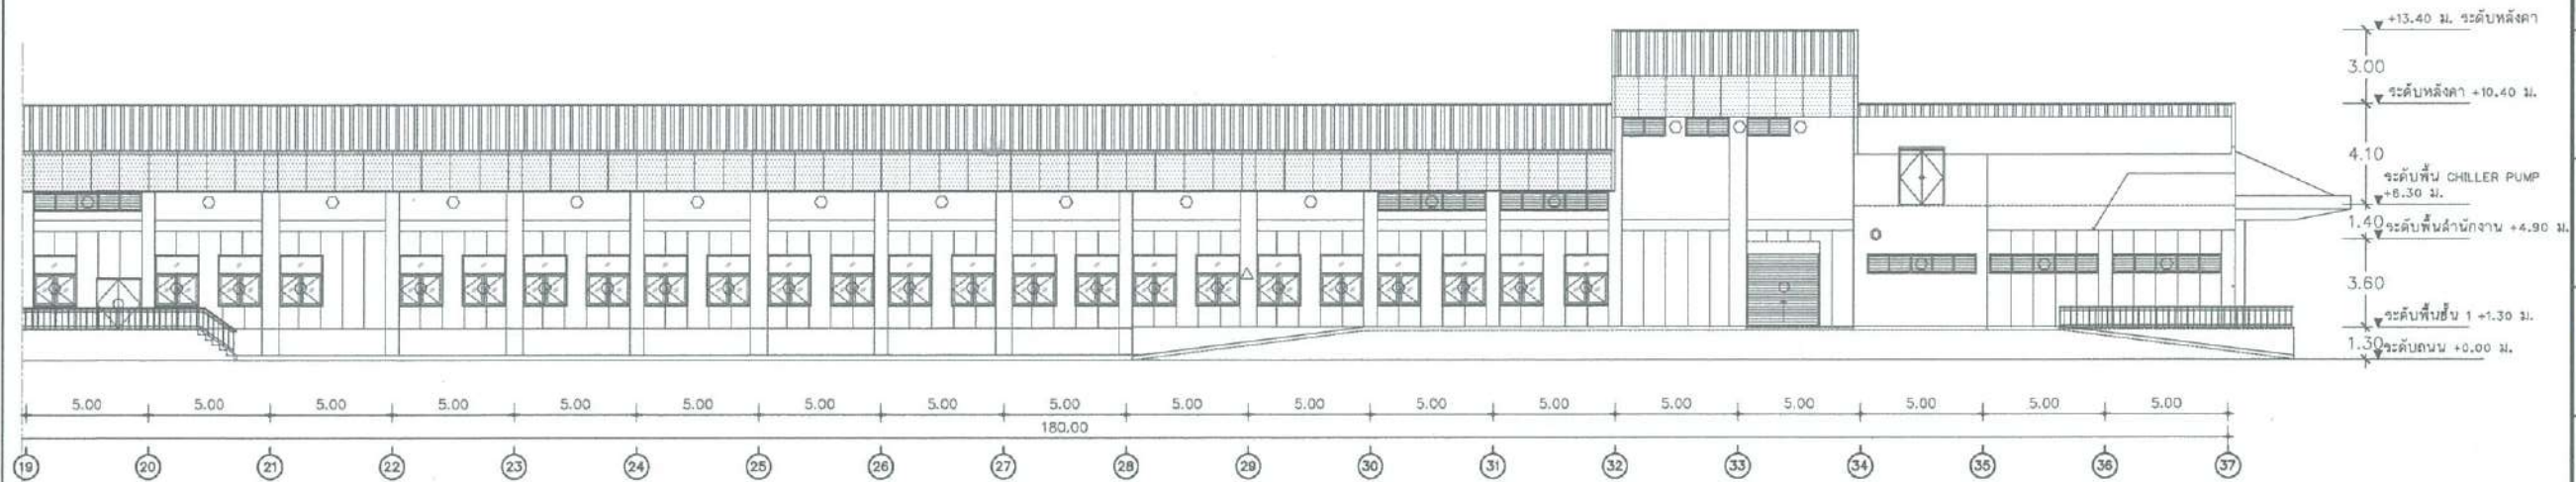 +13.40 ม. ระดับหลังคา
3.00
ระดับหลังคา +10.40 ม.
4.10
ระดับพื้น CHILLER PUMP
+6.30 ม.
1.40 ระดับพื้นสำนักงาน +4.90 ม.
3.60
ระดับพื้นชั้น 1 +1.30 ม.
1.30 ระดับถนน +0.00 ม.
5.00 5.00 5.00 5.00 5.00 5.00 5.00 5.00 5.00 5.00 5.00 5.00 5.00 5.00 5.00 5.00 5.00 5.00
180.00
19 20 21 22 23 24 25 26 27 28 29 30 31 32 33 34 35 36 37